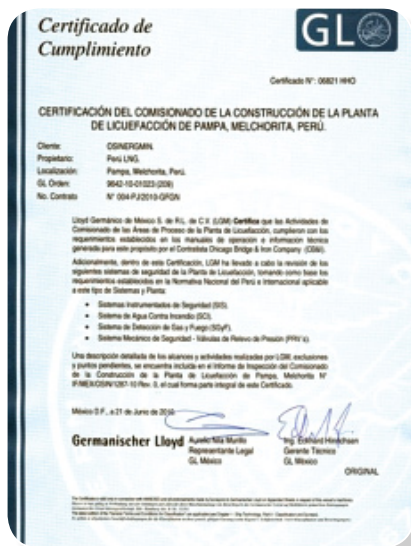 Certificado de
Cumplimiento
GL
Certificado N°: 06821 HHO
CERTIFICACIÓN DEL COMISIONADO DE LA CONSTRUCCIÓN DE LA PLANTA
DE LICUEFACCIÓN DE PAMPA, MELCHORITA, PERÚ.
Cliente: OSINERGMIN.
Propietario: Perú LNG.
Localización: Pampa, Melchorita, Perú.
GL Orden: 9642-10-01023 (209)
No. Contrato N° 004-PJ/2010-GFGN
Lloyd Germánico de México S. de R.L. de C.V. (LGM) Certifica que las Actividades de
Comisionado de las Áreas de Proceso de la Planta de Licuefacción, cumplieron con los
requerimientos establecidos en los manuales de operación e información técnica
generada para este propósito por el Contratista Chicago Bridge & Iron Company (CB&I).
Adicionalmente, dentro de esta Certificación, LGM ha llevado a cabo la revisión de los
siguientes sistemas de seguridad de la Planta de Licuefacción, tomando como base los
requerimientos establecidos en la Normativa Nacional del Perú e Internacional aplicable
a este tipo de Sistemas y Planta:
• Sistemas Instrumentados de Seguridad (SIS).
• Sistema de Agua Contra Incendio (SCI).
• Sistema de Detección de Gas y Fuego (SGyF).
• Sistema Mecánico de Seguridad - Válvulas de Relevo de Presión (PRV's).
Una descripción detallada de los alcances y actividades realizadas por LGM, exclusiones
y puntos pendientes, se encuentra incluida en el Informe de Inspección del Comisionado
de la Construcción de la Planta de Licuefacción de Pampa, Melchorita N°
IF/MEX/OSIN/1287-10 Rev. 0, el cual forma parte integral de este Certificado.
México D.F., a 21 de Junio de 2010
Germanischer Lloyd
Aurelio Nila Murillo
Representante Legal
GL México
Ing. Eckhard Hinrichsen
Gerente Técnico
GL México
ORIGINAL